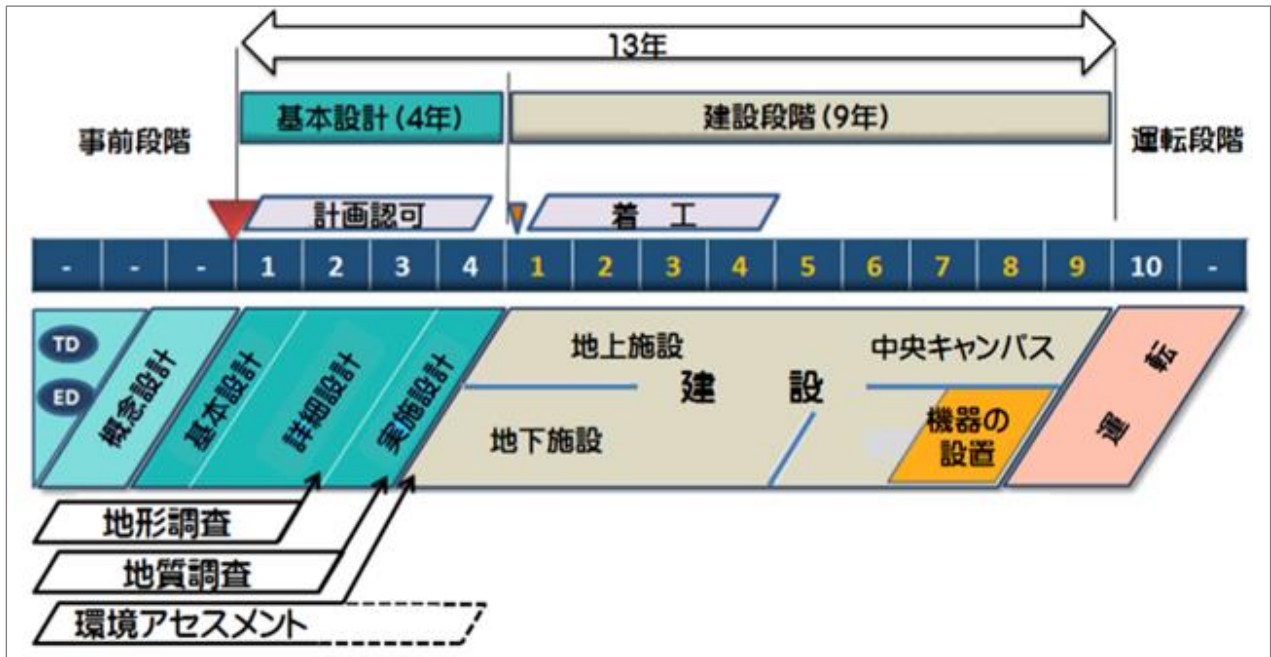 13年
基本設計(4年)
建設段階(9年)
事前段階
運転段階
計画認可
着 工
- - - 1 2 3 4 1 2 3 4 5 6 7 8 9 10 -
TD
ED
概念設計
基本設計
詳細設計
実施設計
地上施設
中央キャンパス
建 設
地下施設
機器の
設置
運 転
地形調査
地質調査
環境アセスメント